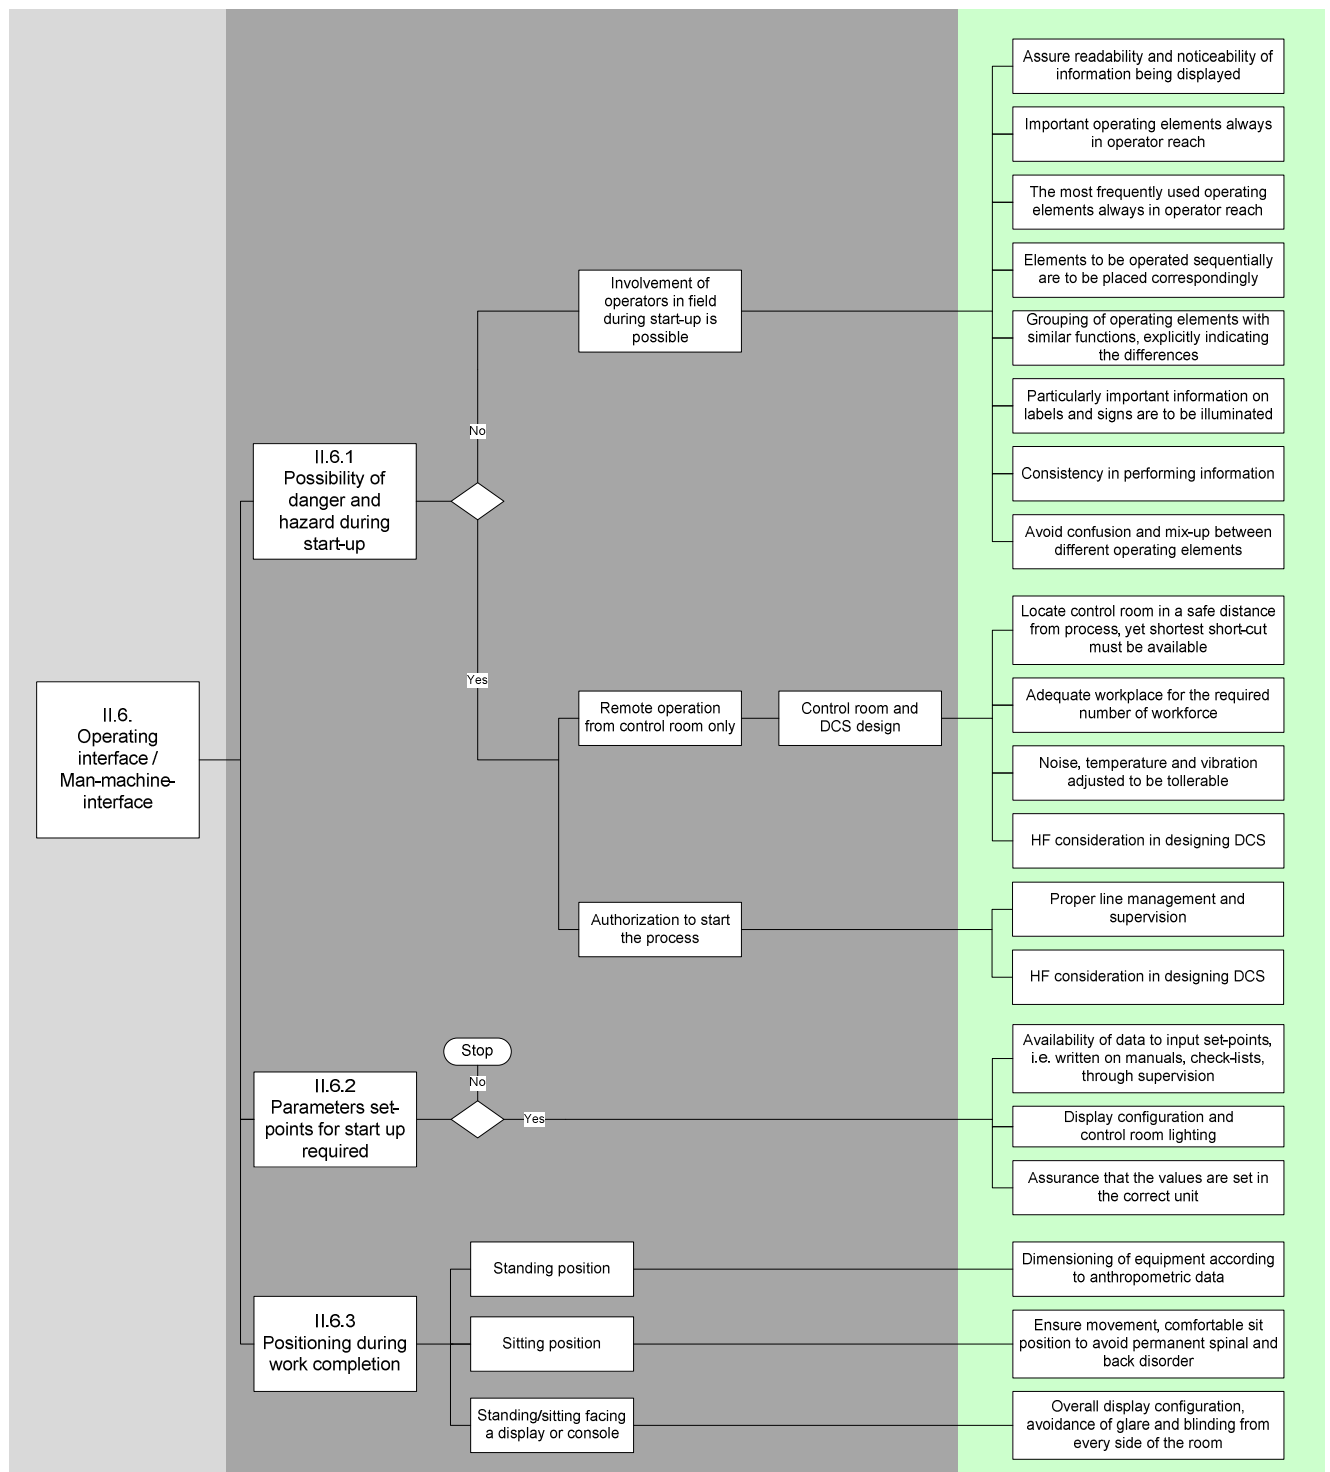 II.6.
Operating
interface /
Man-machine-
interface
II.6.1
Possibility of
danger and
hazard during
start-up
No
Yes
Involvement of
operators in field
during start-up is
possible
Assure readability and noticeability of
information being displayed
Important operating elements always
in operator reach
The most frequently used operating
elements always in operator reach
Elements to be operated sequentially
are to be placed correspondingly
Grouping of operating elements with
similar functions, explicitly indicating
the differences
Particularly important information on
labels and signs are to be illuminated
Consistency in performing information
Avoid confusion and mix-up between
different operating elements
Remote operation
from control room only
Control room and
DCS design
Locate control room in a safe distance
from process, yet shortest short-cut
must be available
Adequate workplace for the required
number of workforce
Noise, temperature and vibration
adjusted to be tollerable
HF consideration in designing DCS
Authorization to start
the process
Proper line management and
supervision
HF consideration in designing DCS
II.6.2
Parameters set-
points for start up
required
Stop
No
Yes
Availability of data to input set-points,
i.e. written on manuals, check-lists,
through supervision
Display configuration and
control room lighting
Assurance that the values are set in
the correct unit
II.6.3
Positioning during
work completion
Standing position
Dimensioning of equipment according
to anthropometric data
Sitting position
Ensure movement, comfortable sit
position to avoid permanent spinal and
back disorder
Standing/sitting facing
a display or console
Overall display configuration,
avoidance of glare and blinding from
every side of the room